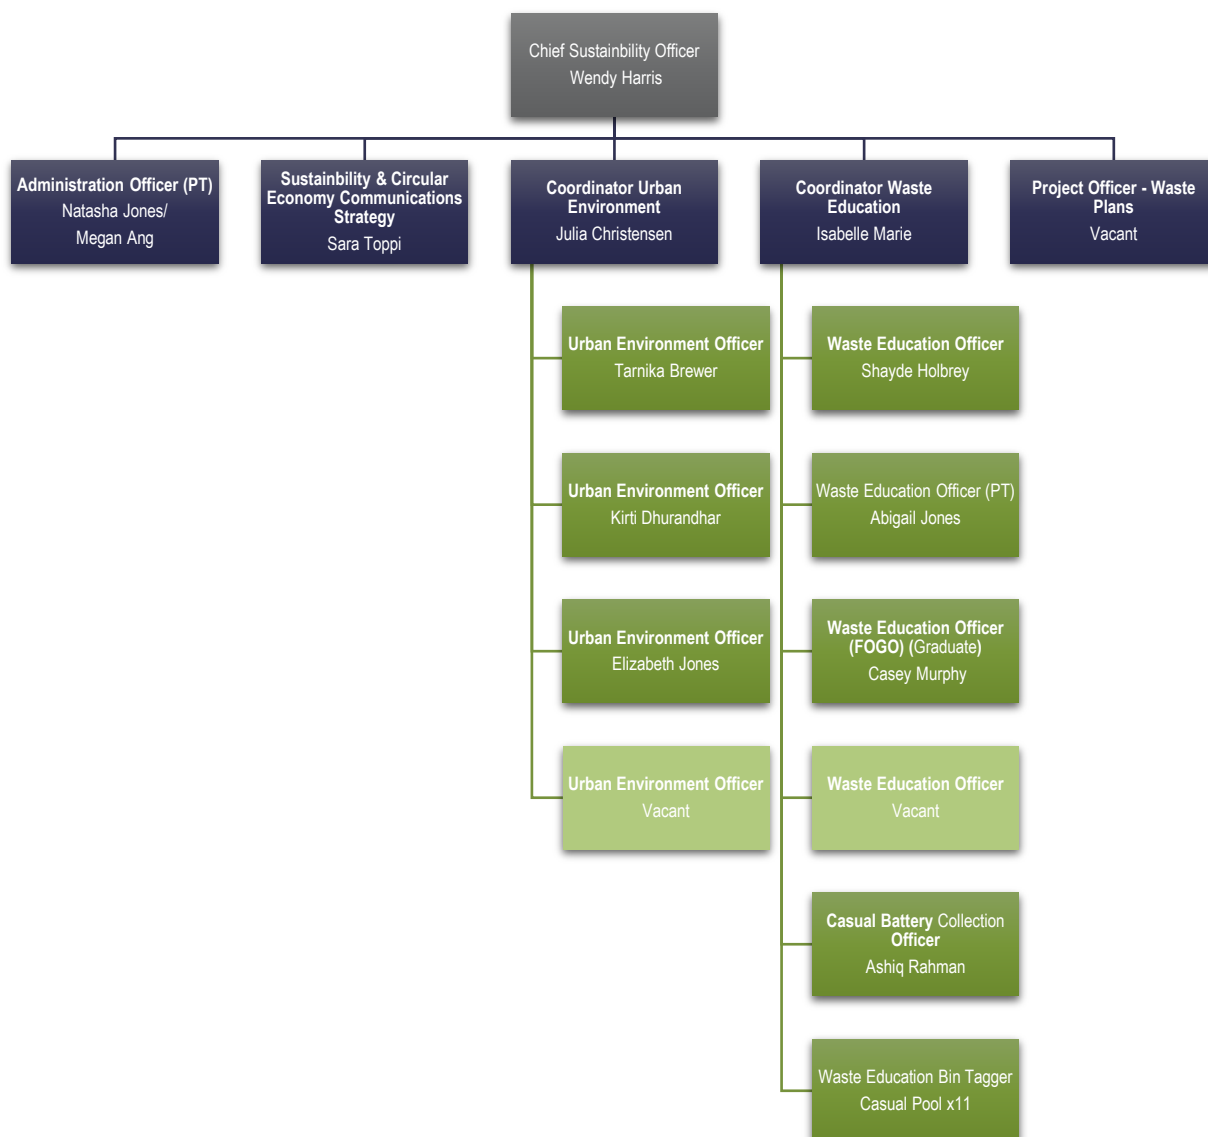 Chief Sustainbility Officer
Wendy Harris
Administration Officer (PT)
Natasha Jones/
Megan Ang
Sustainbility & Circular
Economy Communications
Strategy
Sara Toppi
Coordinator Urban
Environment
Julia Christensen
Coordinator Waste
Education
Isabelle Marie
Project Officer - Waste
Plans
Vacant
Urban Environment Officer
Tarnika Brewer
Urban Environment Officer
Kirti Dhurandhar
Urban Environment Officer
Elizabeth Jones
Urban Environment Officer
Vacant
Waste Education Officer
Shayde Holbrey
Waste Education Officer (PT)
Abigail Jones
Waste Education Officer
(FOGO) (Graduate)
Casey Murphy
Waste Education Officer
Vacant
Casual Battery Collection
Officer
Ashiq Rahman
Waste Education Bin Tagger
Casual Pool x11